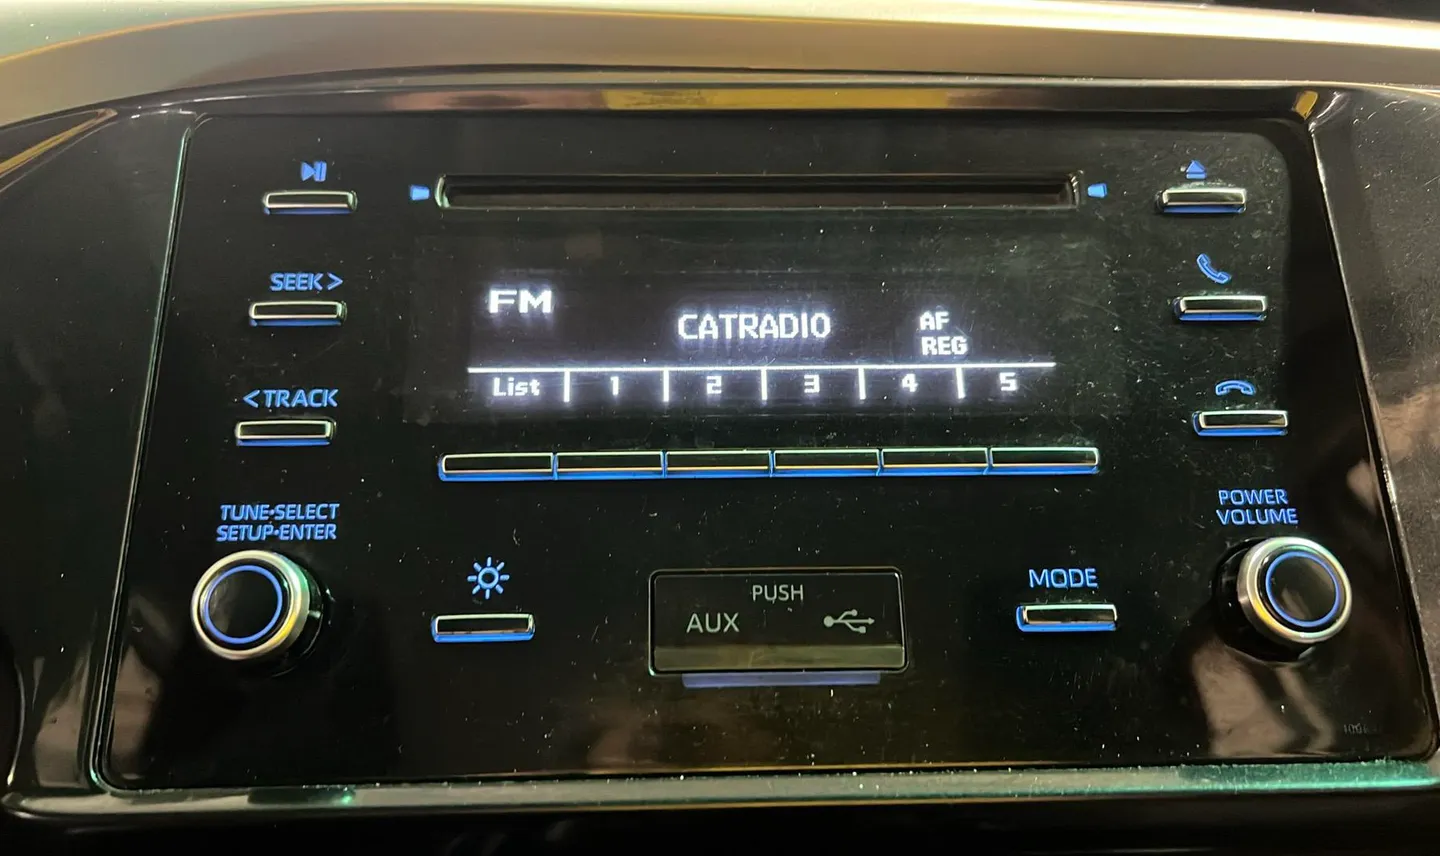 SEEK >
FM
CATRADIO
AF
REG
List 1 2 3 4 5
< TRACK
TUNE•SELECT
SETUP•ENTER
POWER
VOLUME
PUSH
AUX
MODE